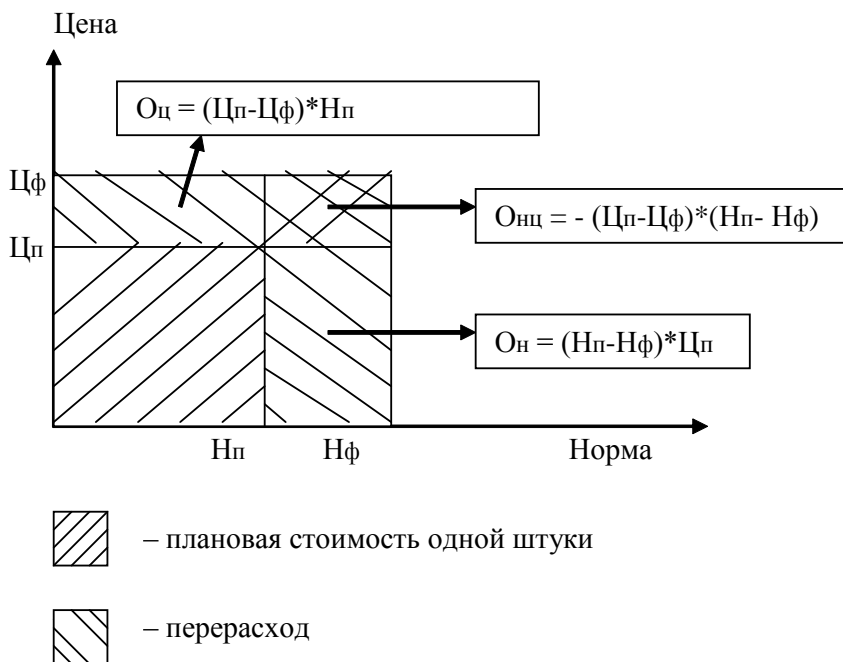 Цена
Оц = (Цп-Цф)*Нп
Цф
Онц = - (Цп-Цф)*(Нп- Нф)
Цп
Он = (Нп-Нф)*Цп
Нп Нф Норма
– плановая стоимость одной штуки
– перерасход